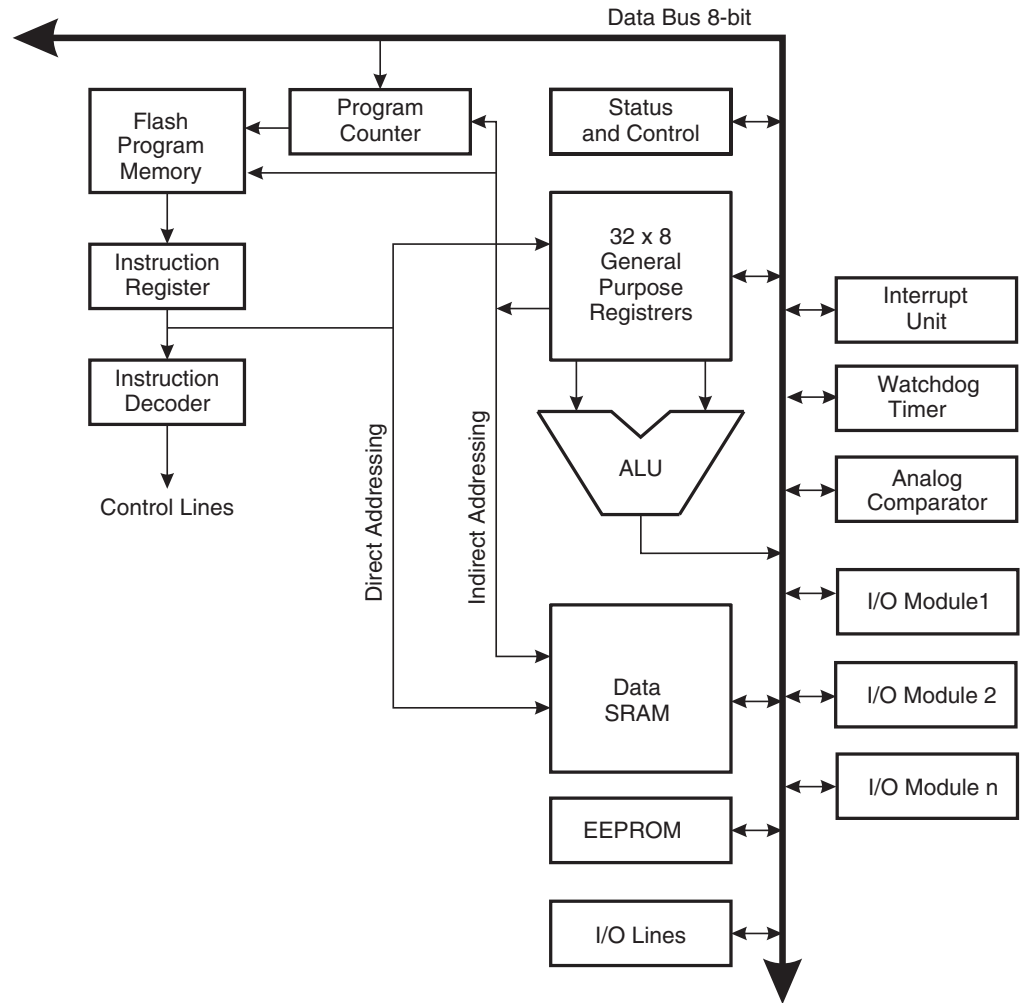 Data Bus 8-bit
Flash
Program
Memory
Program
Counter
Status
and Control
32 x 8
General
Purpose
Registrers
Instruction
Register
Instruction
Decoder
Control Lines
Direct Addressing
Indirect Addressing
ALU
Interrupt
Unit
Watchdog
Timer
Analog
Comparator
I/O Module1
Data
SRAM
I/O Module 2
I/O Module n
EEPROM
I/O Lines